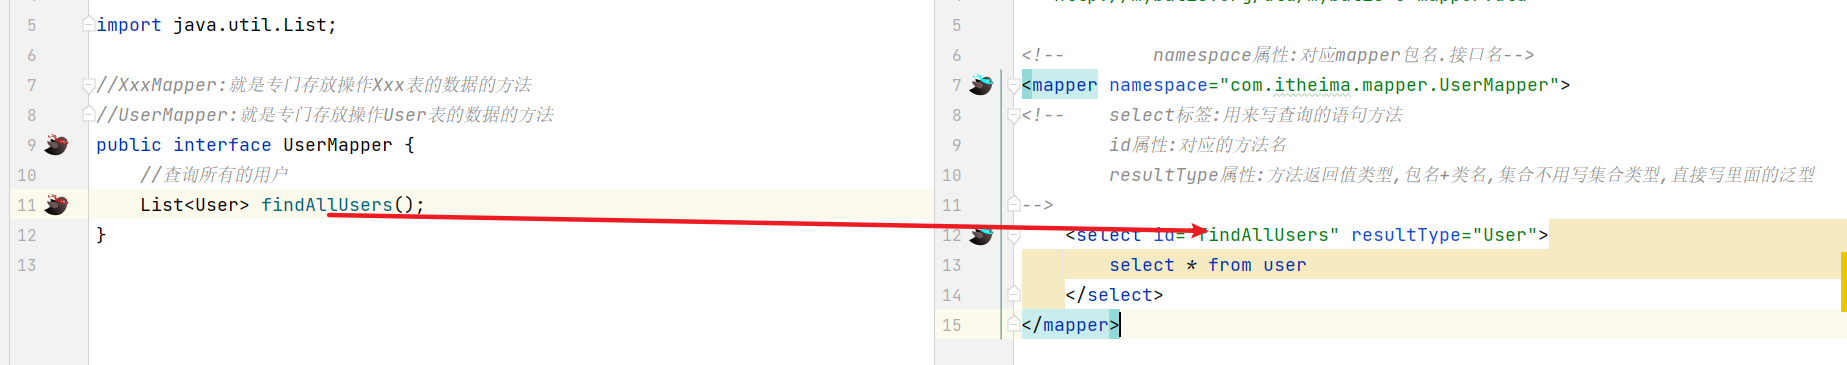 5 import java.util.List;
6
7 //XxxMapper:就是专门存放操作Xxx表的数据的方法
8 //UserMapper:就是专门存放操作User表的数据的方法
9 public interface UserMapper {
10 //查询所有的用户
11 List<User> findAllUsers();
12 }
13
5
6 <!-- namespace属性:对应mapper包名.接口名-->
7 <mapper namespace="com.itheima.mapper.UserMapper">
8 <!-- select标签:用来写查询的语句方法
9 id属性:对应的方法名
10 resultType属性:方法返回值类型,包名+类名,集合不用写集合类型,直接写里面的泛型
11 -->
12 <select id="findAllUsers" resultType="User">
13 select * from user
14 </select>
15 </mapper>